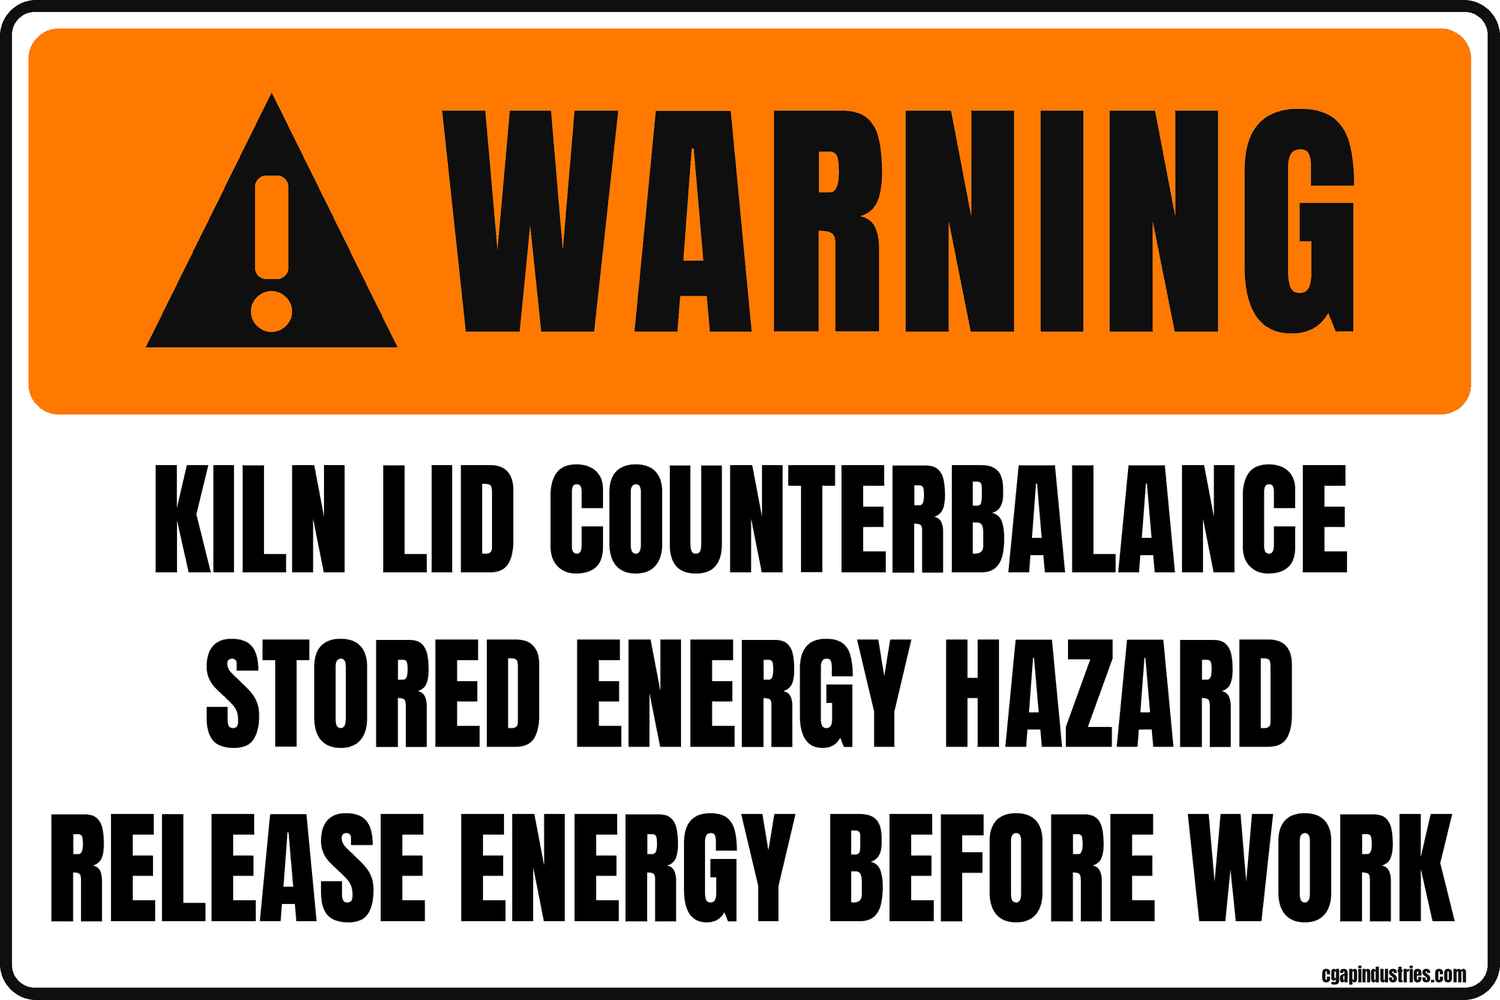 WARNING
KILN LID COUNTERBALANCE
STORED ENERGY HAZARD
RELEASE ENERGY BEFORE WORK
cgapindustries.com